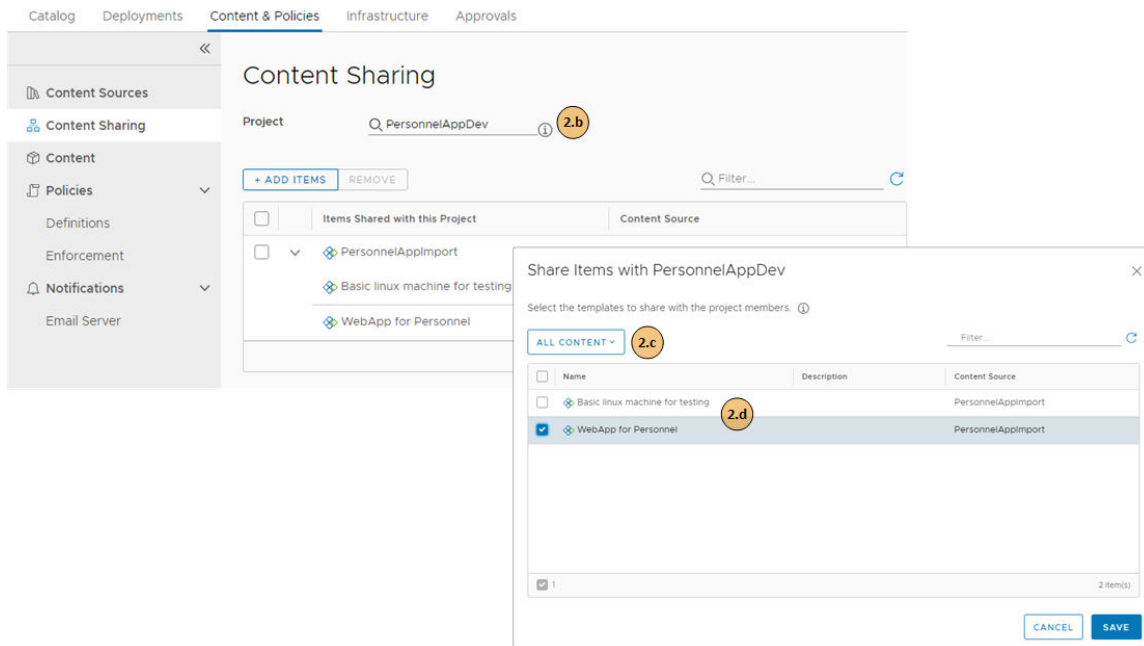 Catalog Deployments Content & Policies Infrastructure Approvals
«
Content Sources
Content Sharing
Content
Policies
Definitions
Enforcement
Notifications
Email Server
Content Sharing
Project PersonnelAppDev 2.b
+ ADD ITEMS REMOVE Filter...
Items Shared with this Project Content Source
PersonnelAppImport
Basic linux machine for testing
WebApp for Personnel
Share Items with PersonnelAppDev
Select the templates to share with the project members.
ALL CONTENT 2.c Filter...
Name Description Content Source
Basic linux machine for testing PersonnelAppImport
2.d
WebApp for Personnel PersonnelAppImport
1 2 item(s)
CANCEL SAVE